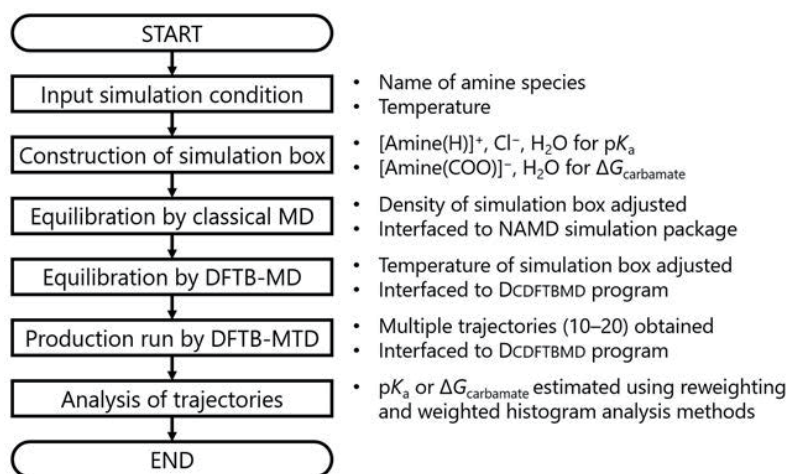 START
Input simulation condition
• Name of amine species
• Temperature
Construction of simulation box
• [Amine(H)]⁺, Cl⁻, H₂O for pKₐ
• [Amine(COO)]⁻, H₂O for ΔG_carbamate
Equilibration by classical MD
• Density of simulation box adjusted
• Interfaced to NAMD simulation package
Equilibration by DFTB-MD
• Temperature of simulation box adjusted
• Interfaced to DCDFTBMD program
Production run by DFTB-MTD
• Multiple trajectories (10–20) obtained
• Interfaced to DCDFTBMD program
Analysis of trajectories
• pKₐ or ΔG_carbamate estimated using reweighting
and weighted histogram analysis methods
END